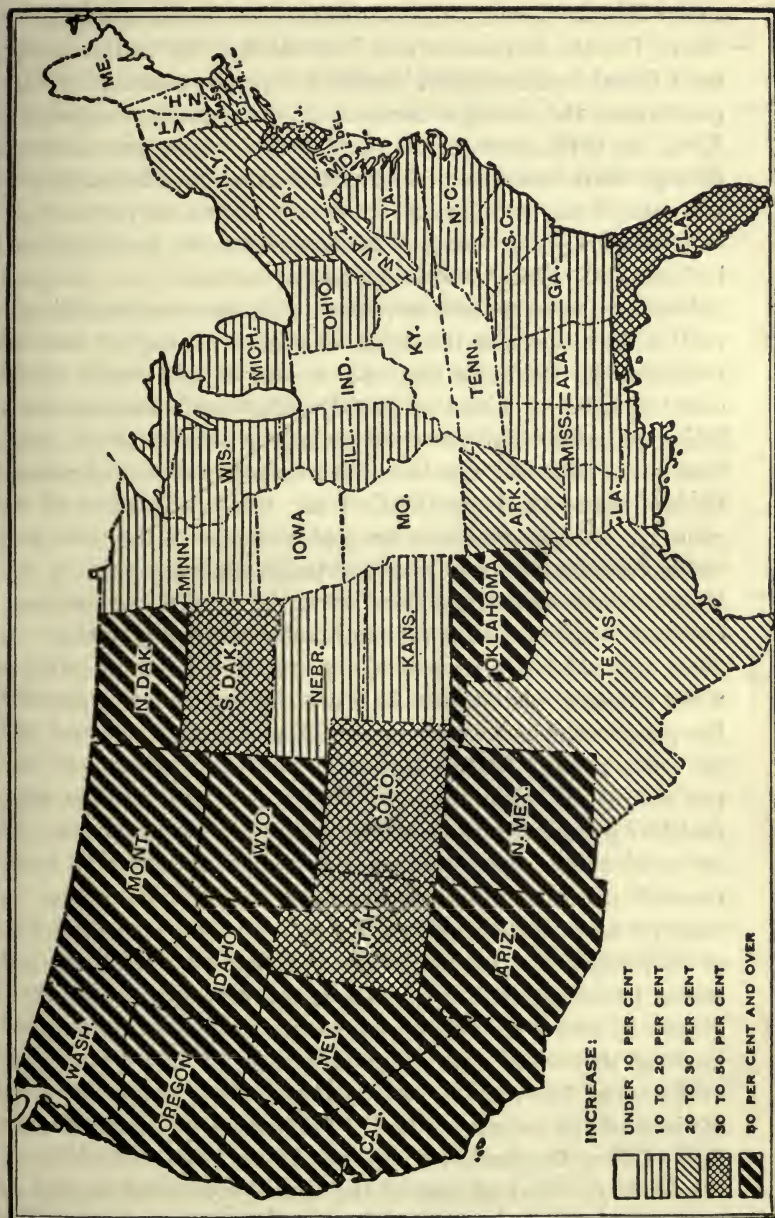 WASH.
OREGON
CAL.
NEV.
IDAHO
MONT.
WYO.
UTAH
COLO.
ARIZ.
N. MEX.
N. DAK.
S. DAK.
NEBR.
KANS.
OKLAHOMA
TEXAS
MINN.
IOWA
MO.
ARK.
LA.
WIS.
ILL.
MICH.
IND.
OHIO
KY.
TENN.
MISS.
ALA.
GA.
FLA.
S.C.
N.C.
VA.
W.VA.
MD.
DEL.
PA.
N.J.
N.Y.
CT.
R.I.
MASS.
VT.
N.H.
ME.
INCREASE:
UNDER 10 PER CENT
10 TO 20 PER CENT
20 TO 30 PER CENT
30 TO 50 PER CENT
50 PER CENT AND OVER